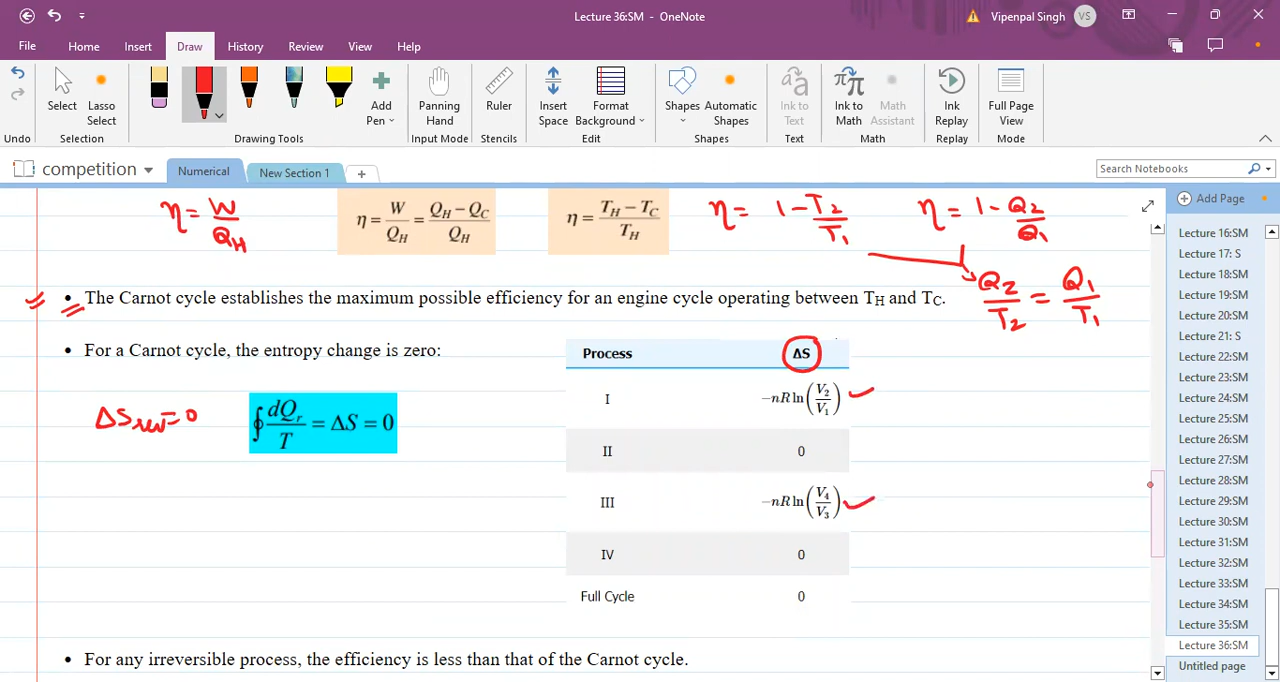 Lecture 36:SM - OneNote
Vipenpal Singh VS
File Home Insert Draw History Review View Help
Undo
Select Lasso Select
Selection
Add Pen
Drawing Tools
Panning Hand
Input Mode
Ruler
Stencils
Insert Space Format Background
Edit
Shapes Automatic Shapes
Shapes
Ink to Text
Text
Ink to Math Math Assistant
Math
Ink Replay
Replay
Full Page View
Mode
competition Numerical New Section 1 + Search Notebooks
η = W/Q_H
η = W/Q_H = (Q_H − Q_C)/Q_H
η = (T_H − T_C)/T_H
η = 1 − T_2/T_1
η = 1 − Q_2/Q_1
• The Carnot cycle establishes the maximum possible efficiency for an engine cycle operating between T_H and T_C.
Q_2/T_2 = Q_1/T_1
• For a Carnot cycle, the entropy change is zero:
ΔS_rev = 0
∮ dQ_r/T = ΔS = 0
Process ΔS
I −nR ln(V_2/V_1)
II 0
III −nR ln(V_4/V_3)
IV 0
Full Cycle 0
• For any irreversible process, the efficiency is less than that of the Carnot cycle.
Add Page
Lecture 16:SM
Lecture 17: S
Lecture 18:SM
Lecture 19:SM
Lecture 20:SM
Lecture 21: S
Lecture 22:SM
Lecture 23:SM
Lecture 24:SM
Lecture 25:SM
Lecture 26:SM
Lecture 27:SM
Lecture 28:SM
Lecture 29:SM
Lecture 30:SM
Lecture 31:SM
Lecture 32:SM
Lecture 33:SM
Lecture 34:SM
Lecture 35:SM
Lecture 36:SM
Untitled page